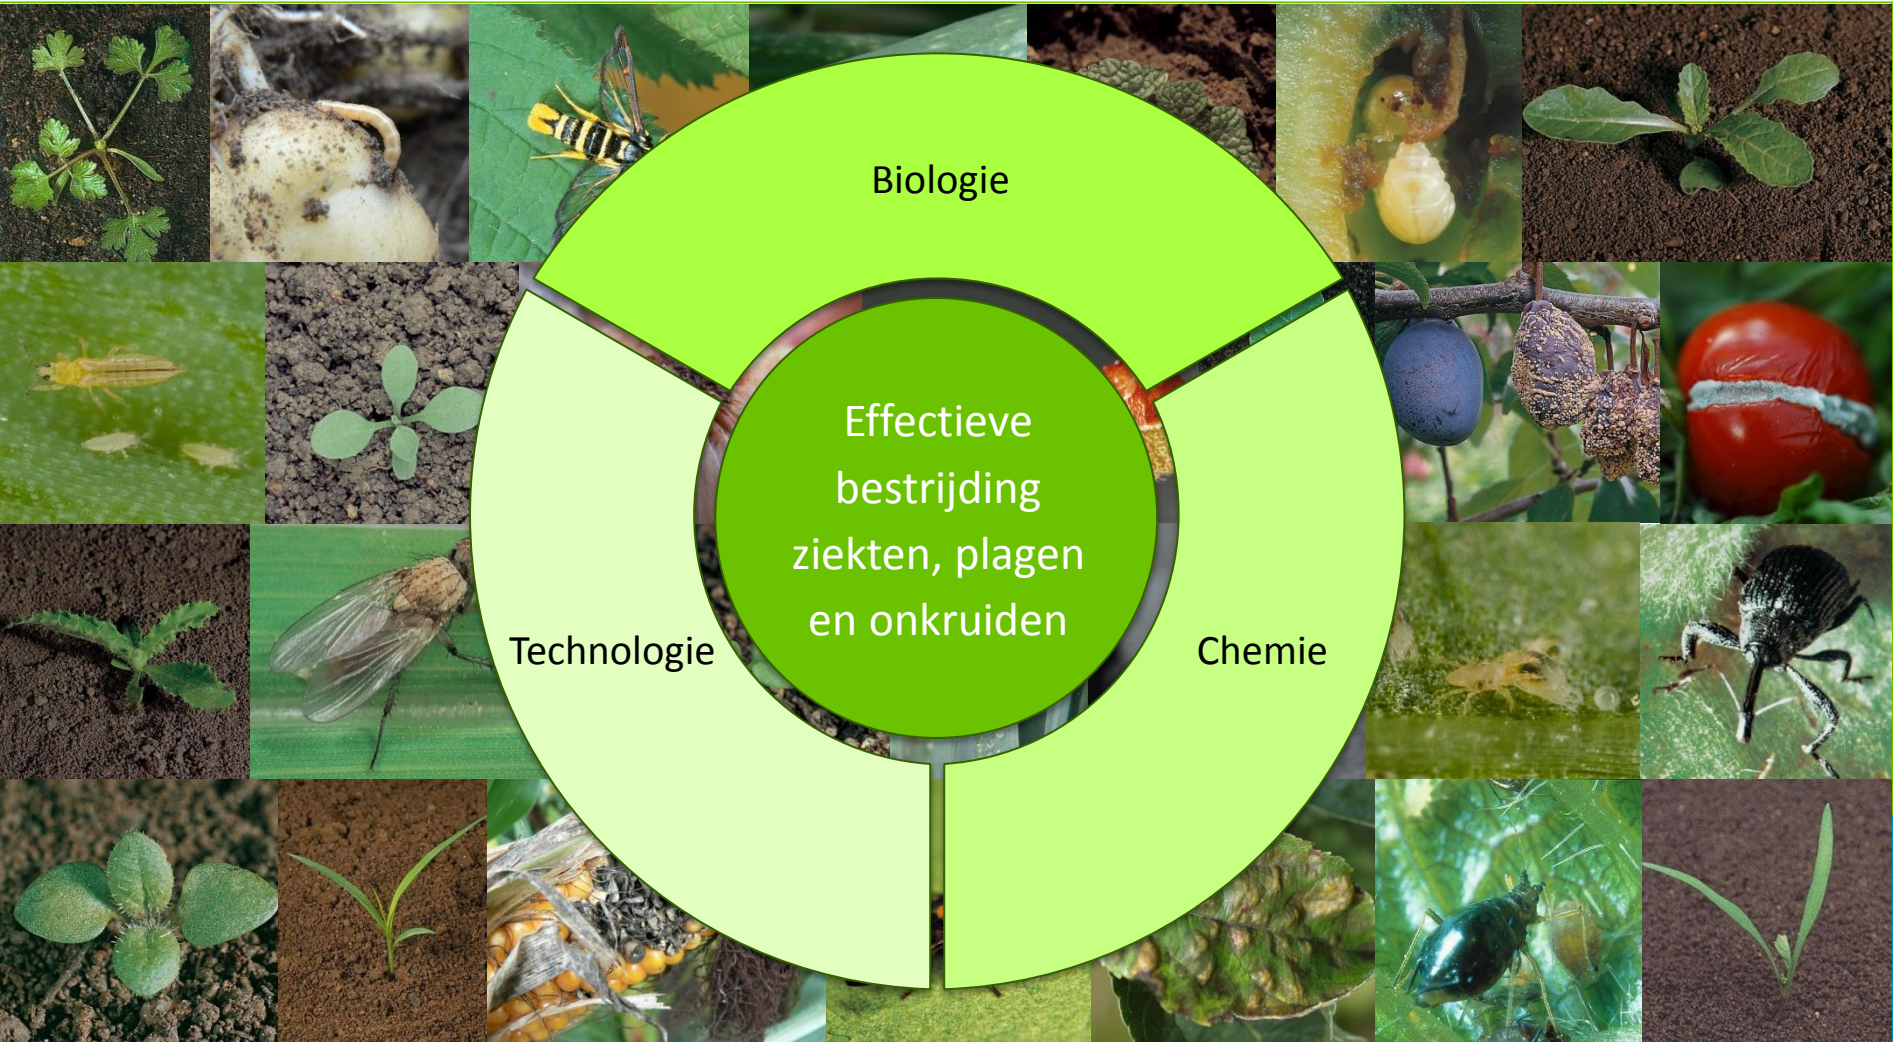 Biologie
Effectieve
bestrijding
ziekten, plagen
en onkruiden
Technologie
Chemie